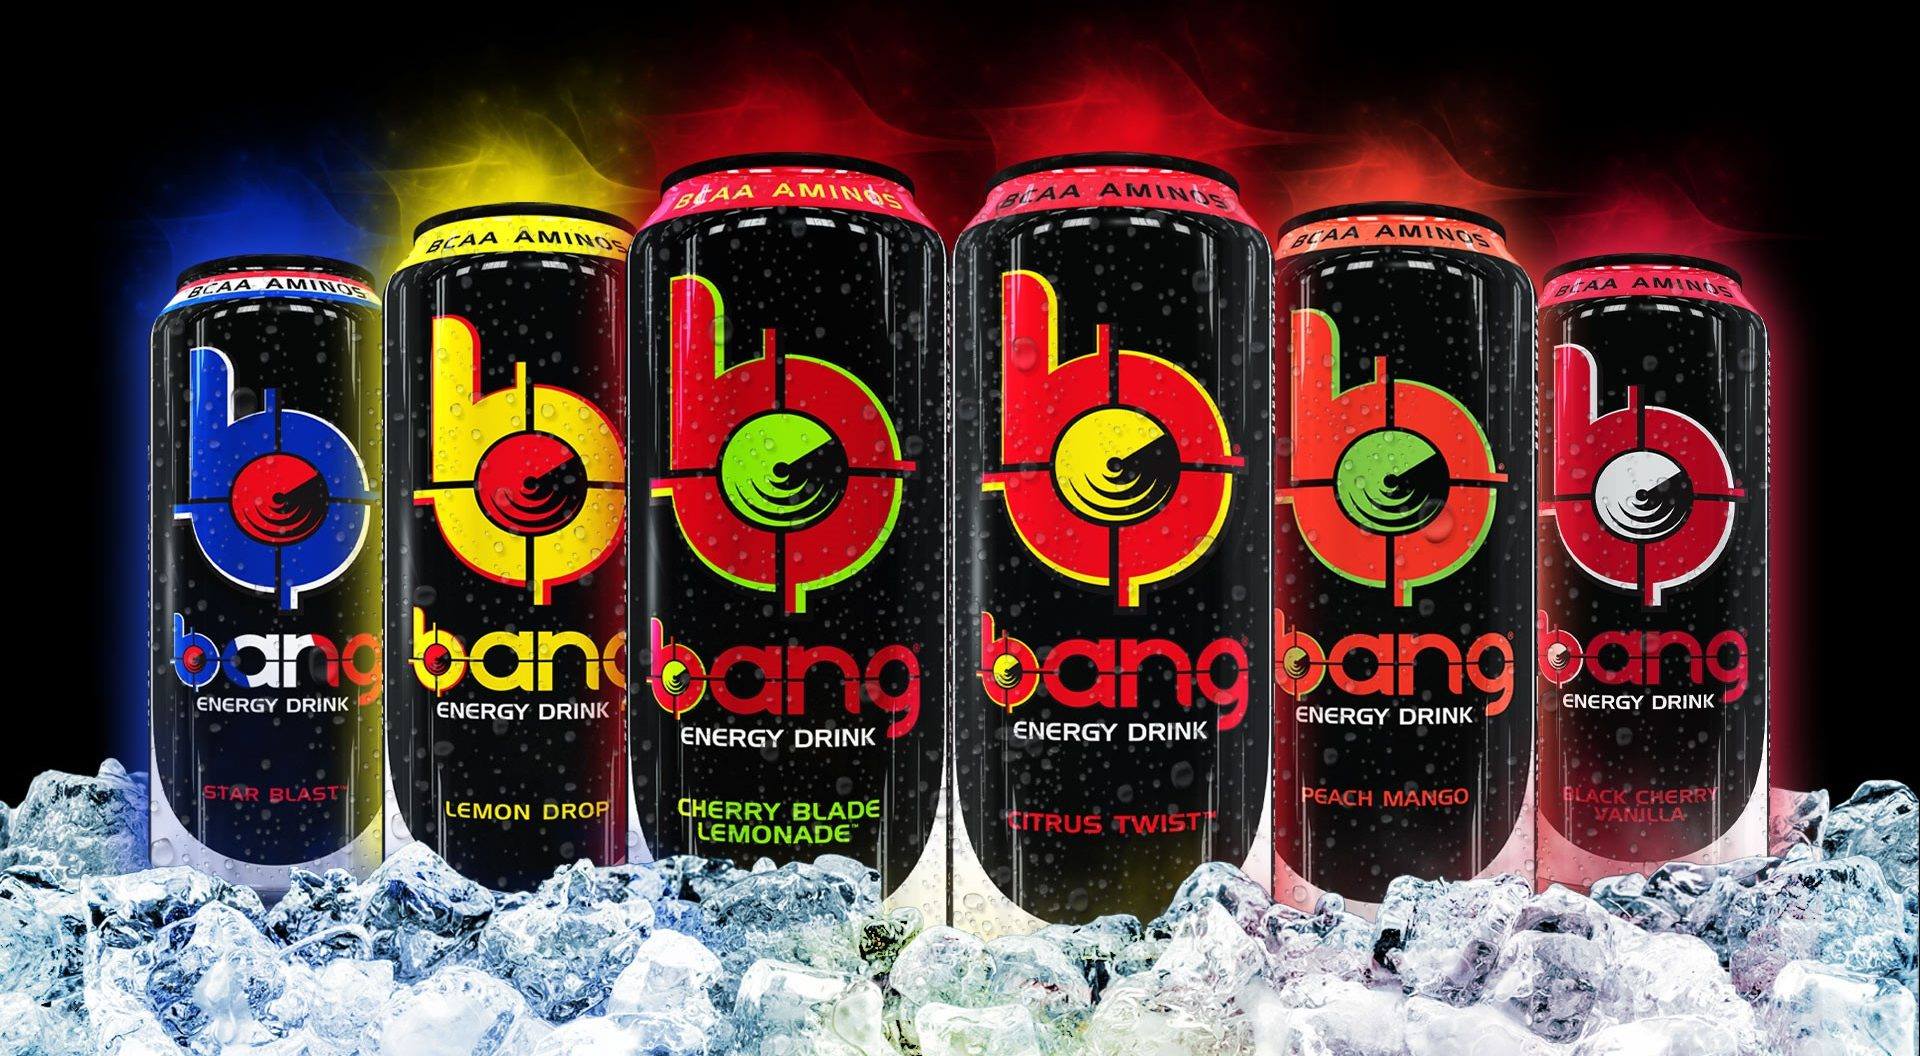 BCAA AMINOS
bang
ENERGY DRINK
STAR BLAST™
BCAA AMINOS
bang
ENERGY DRINK
LEMON DROP
BCAA AMINOS
bang®
ENERGY DRINK
CHERRY BLADE
LEMONADE™
BCAA AMINOS
bang®
ENERGY DRINK
CITRUS TWIST™
BCAA AMINOS
bang®
ENERGY DRINK
PEACH MANGO
BCAA AMINOS
bang
ENERGY DRINK
BLACK CHERRY
VANILLA